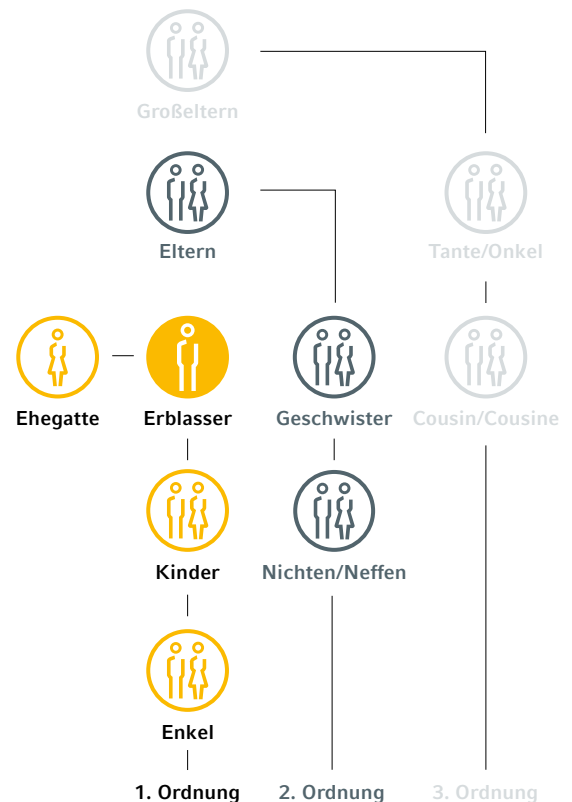 Großeltern
Eltern
Tante/Onkel
Ehegatte
Erblasser
Geschwister
Cousin/Cousine
Kinder
Nichten/Neffen
Enkel
1. Ordnung
2. Ordnung
3. Ordnung